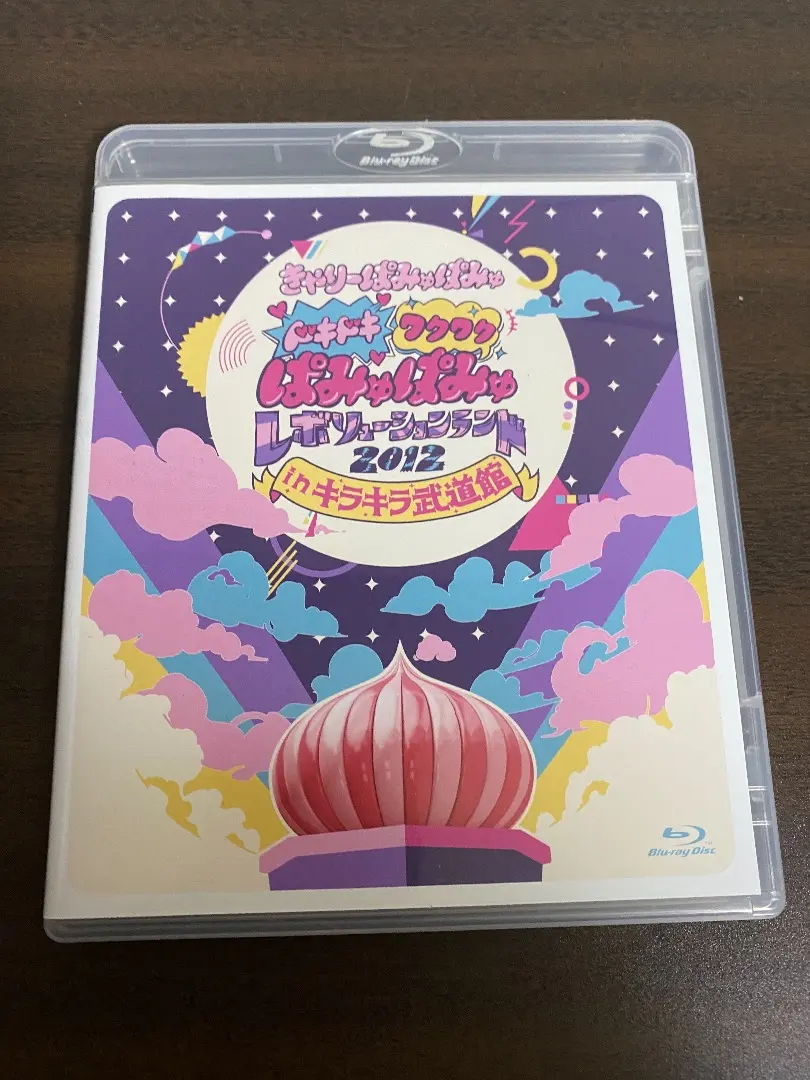 Blu-ray Disc
きゃりーぱみゅぱみゅ
ドキドキ ワクワク
ぱみゅぱみゅ
レボリューションランド
2012
in キラキラ武道館
Blu-ray Disc